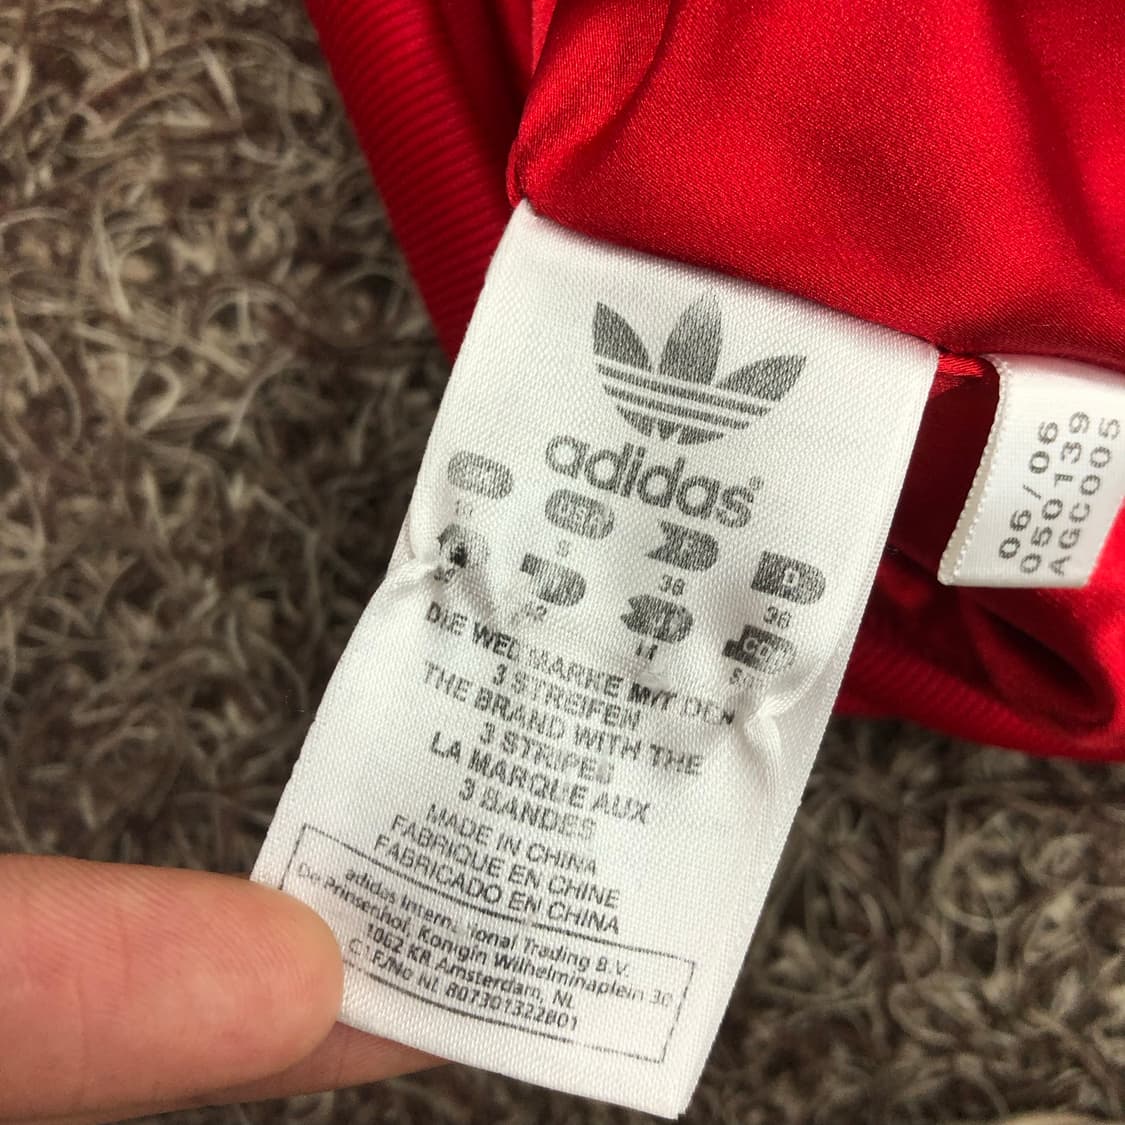 adidas
USA
S
F
38
D
36
DIE WELTMARKE MIT DEN
3 STREIFEN
THE BRAND WITH THE
3 STRIPES
LA MARQUE AUX
3 BANDES
MADE IN CHINA
FABRIQUE EN CHINE
FABRICADO EN CHINA
adidas International Trading B.V.
De Prinsenhof, Konigin Wilhelminaplein 30
1062 KR Amsterdam, NL
C.I.F/No NL 807301322B01
06/06
050139
AGC005